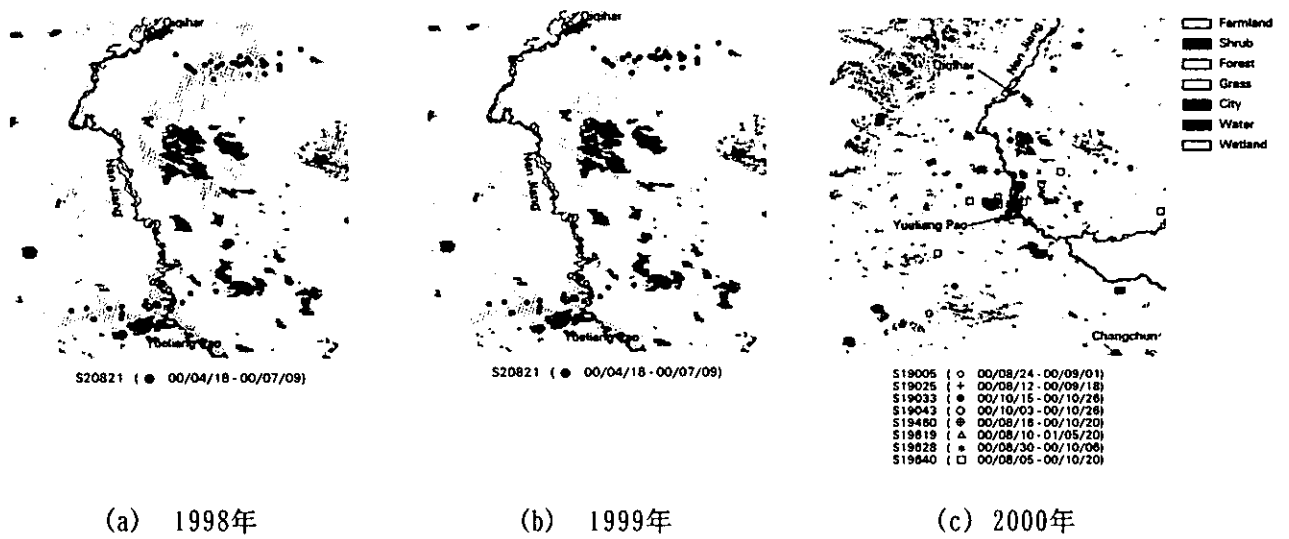 Qiqihar
Nen Jiang
Yueliang Pao
S20821 ( ● 00/04/18 - 00/07/09)
(a) 1998年
Qiqihar
Nen Jiang
Yueliang Pao
S20821 ( ● 00/04/18 - 00/07/09)
(b) 1999年
Nen Jiang
Qiqihar
Yueliang Pao
Changchun
S19005 ( ○ 00/08/24 - 00/09/01)
S19025 ( + 00/08/12 - 00/09/18)
S19033 ( ● 00/10/15 - 00/10/26)
S19043 ( ○ 00/10/03 - 00/10/26)
S19460 ( ⊕ 00/08/16 - 00/10/20)
S19619 ( △ 00/08/10 - 01/05/20)
S19628 ( * 00/08/30 - 00/10/06)
S19640 ( □ 00/08/05 - 00/10/20)
(c) 2000年
Farmland
Shrub
Forest
Grass
City
Water
Wetland